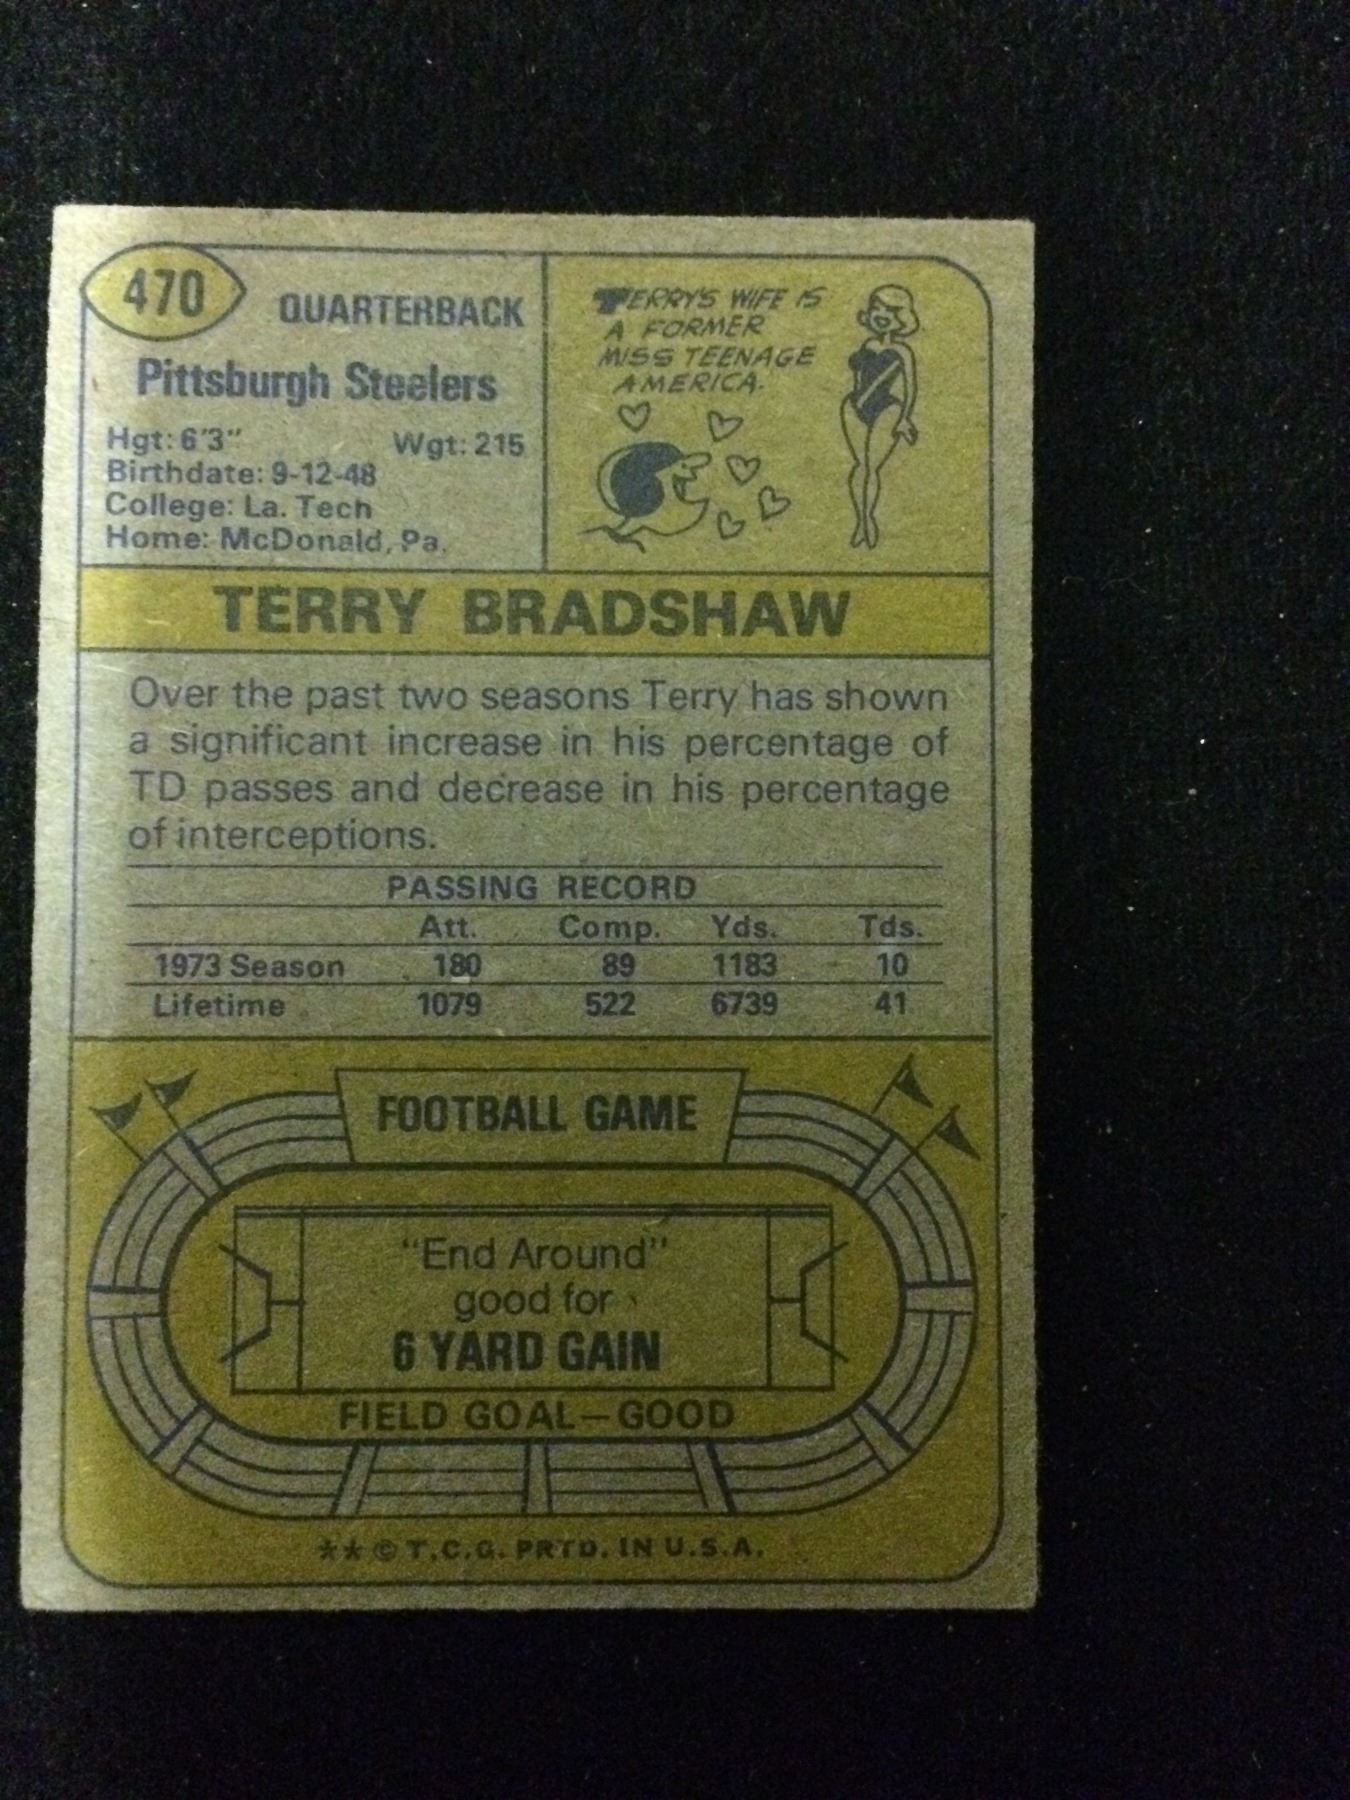 470
QUARTERBACK
Pittsburgh Steelers
Hgt: 6'3" Wgt: 215
Birthdate: 9-12-48
College: La. Tech
Home: McDonald, Pa.
TERRY'S WIFE IS
A FORMER
MISS TEENAGE
AMERICA.
TERRY BRADSHAW
Over the past two seasons Terry has shown
a significant increase in his percentage of
TD passes and decrease in his percentage
of interceptions.
PASSING RECORD
Att. Comp. Yds. Tds.
1973 Season 180 89 1183 10
Lifetime 1079 522 6739 41
FOOTBALL GAME
"End Around"
good for
6 YARD GAIN
FIELD GOAL—GOOD
** © T.C.G. PRTD. IN U.S.A.